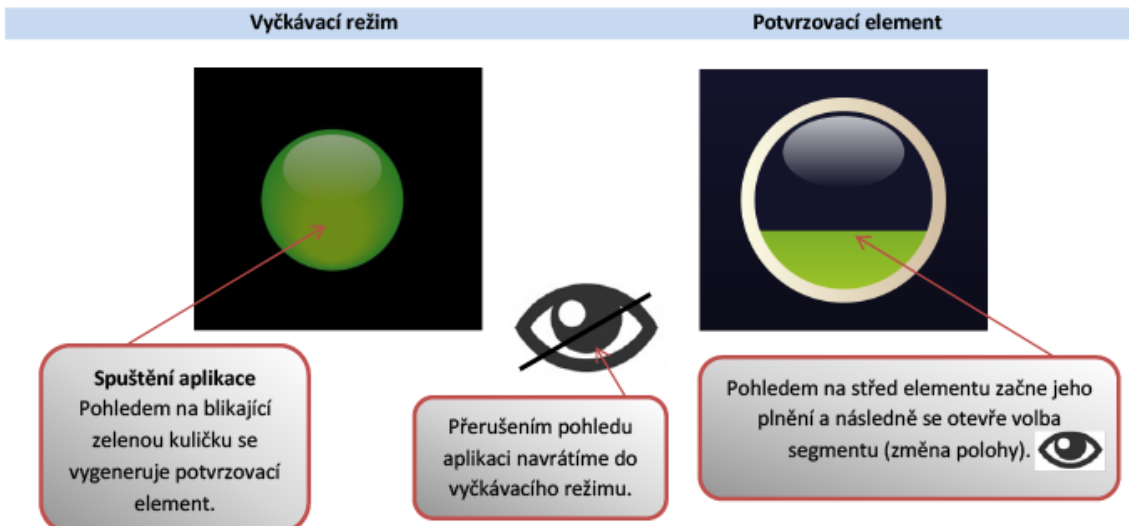 Vyčkávací režim
Potvrzovací element
Spuštění aplikace
Pohledem na blikající
zelenou kuličku se
vygeneruje potvrzovací
element.
Přerušením pohledu
aplikaci navrátíme do
vyčkávacího režimu.
Pohledem na střed elementu začne jeho
plnění a následně se otevře volba
segmentu (změna polohy).